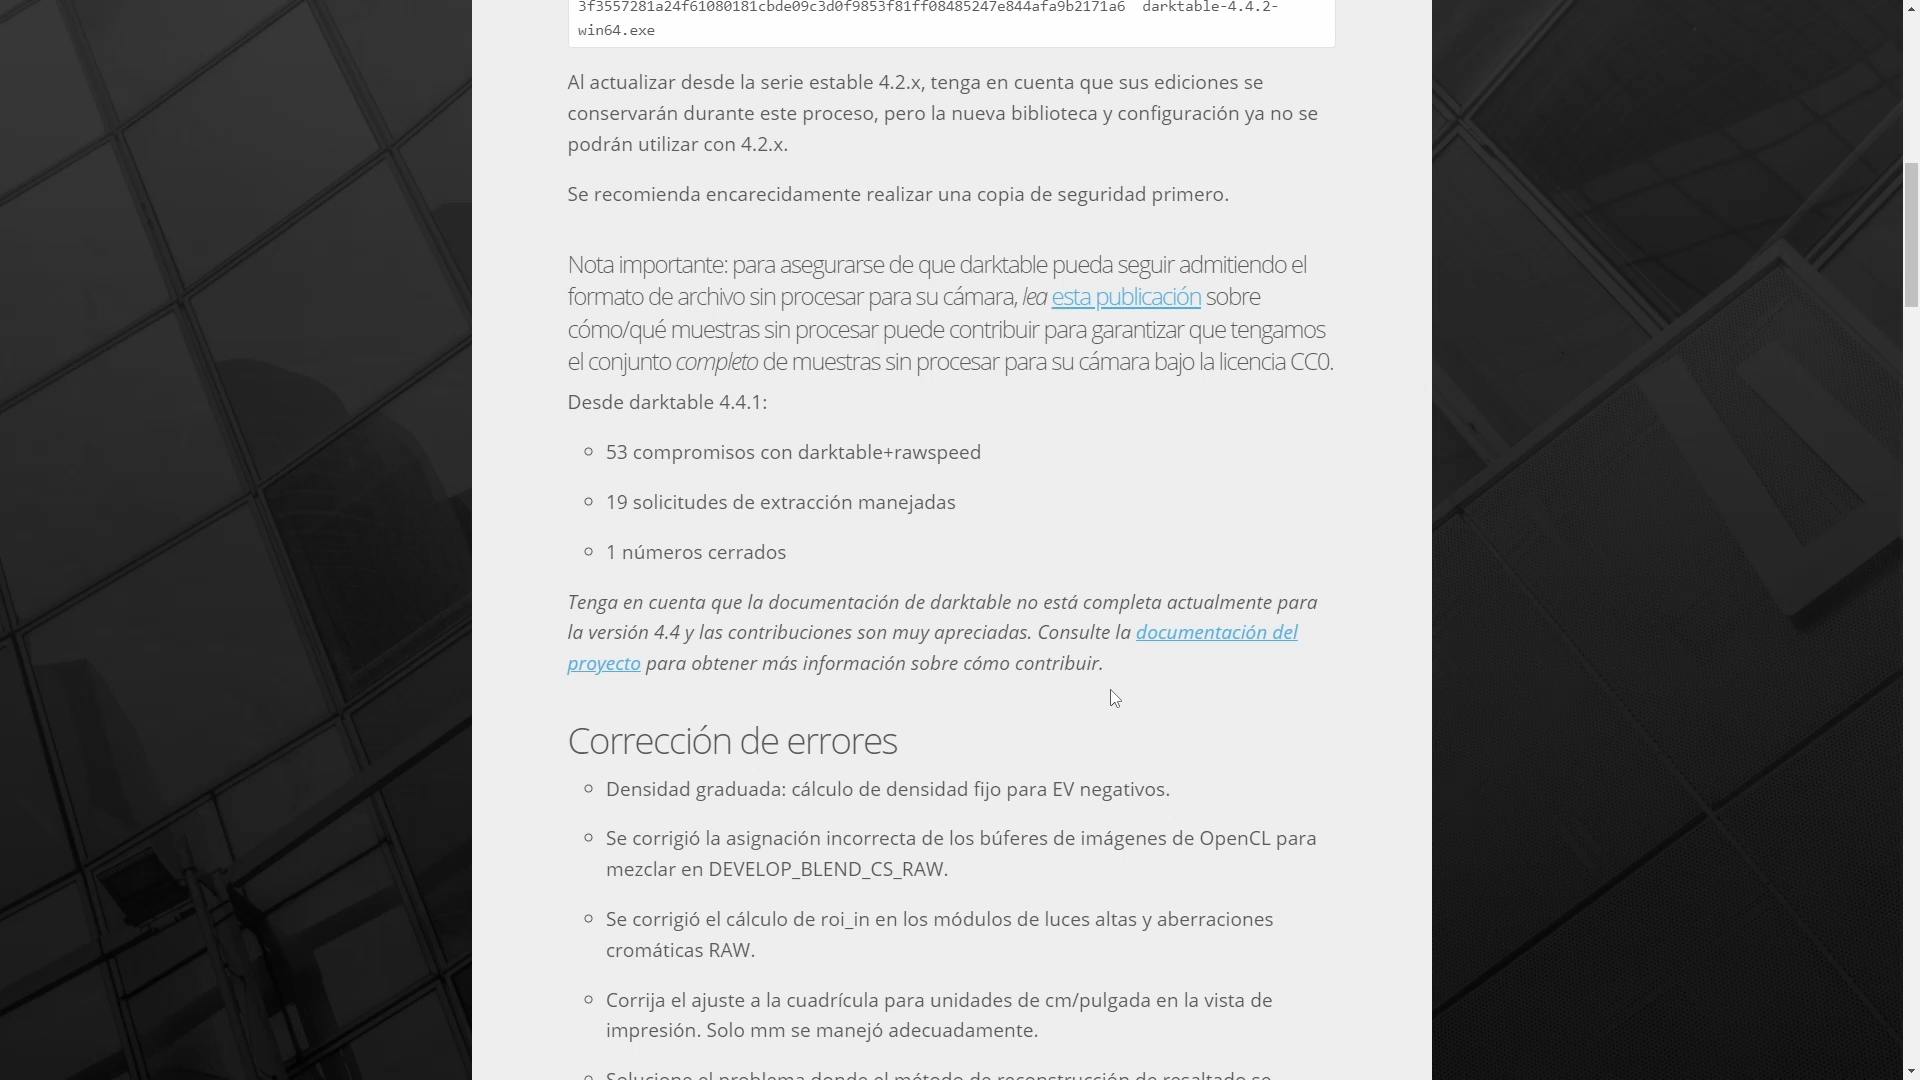 3f3557281a24f61080181cbde09c3d0f9853f81ff08485247e844afa9b2171a6  darktable-4.4.2-
win64.exe
Al actualizar desde la serie estable 4.2.x, tenga en cuenta que sus ediciones se
conservarán durante este proceso, pero la nueva biblioteca y configuración ya no se
podrán utilizar con 4.2.x.
Se recomienda encarecidamente realizar una copia de seguridad primero.
Nota importante: para asegurarse de que darktable pueda seguir admitiendo el
formato de archivo sin procesar para su cámara, lea esta publicación sobre
cómo/qué muestras sin procesar puede contribuir para garantizar que tengamos
el conjunto completo de muestras sin procesar para su cámara bajo la licencia CC0.
Desde darktable 4.4.1:
53 compromisos con darktable+rawspeed
19 solicitudes de extracción manejadas
1 números cerrados
Tenga en cuenta que la documentación de darktable no está completa actualmente para
la versión 4.4 y las contribuciones son muy apreciadas. Consulte la documentación del
proyecto para obtener más información sobre cómo contribuir.
Corrección de errores
Densidad graduada: cálculo de densidad fijo para EV negativos.
Se corrigió la asignación incorrecta de los búferes de imágenes de OpenCL para
mezclar en DEVELOP_BLEND_CS_RAW.
Se corrigió el cálculo de roi_in en los módulos de luces altas y aberraciones
cromáticas RAW.
Corrija el ajuste a la cuadrícula para unidades de cm/pulgada en la vista de
impresión. Solo mm se manejó adecuadamente.
Solucione el problema donde el método de reconstrucción de resaltado se